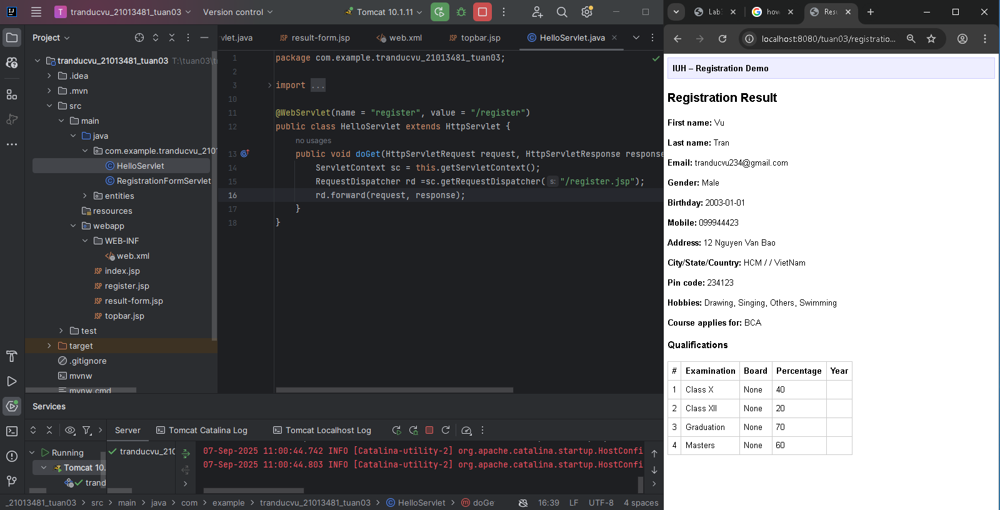 T tranducvu_21013481_tuan03 Version control Tomcat 10.1.11
Project
tranducvu_21013481_tuan03 T:\tuan03\t
.idea
.mvn
src
main
java
com.example.tranducvu_2101
HelloServlet
RegistrationFormServlet
entities
resources
webapp
WEB-INF
web.xml
JSP index.jsp
JSP register.jsp
JSP result-form.jsp
JSP topbar.jsp
test
target
.gitignore
mvnw
mvnw.cmd
vlet.java JSP result-form.jsp web.xml JSP topbar.jsp HelloServlet.java
1 package com.example.tranducvu_21013481_tuan03;
2
3 import ...
10
11 @WebServlet(name = "register", value = "/register")
12 public class HelloServlet extends HttpServlet {
no usages
13 public void doGet(HttpServletRequest request, HttpServletResponse response
14 ServletContext sc = this.getServletContext();
15 RequestDispatcher rd =sc.getRequestDispatcher( s: "/register.jsp");
16 rd.forward(request, response);
17 }
18 }
Services
Server Tomcat Catalina Log Tomcat Localhost Log
Running
Tomcat 10.
trand
tranducvu_210
07-Sep-2025 11:00:44.742 INFO [Catalina-utility-2] org.apache.catalina.startup.HostConfi
07-Sep-2025 11:00:44.803 INFO [Catalina-utility-2] org.apache.catalina.startup.HostConfi
_21013481_tuan03 src main java com example tranducvu_21013481_tuan03 HelloServlet doGe 16:39 LF UTF-8 4 spaces
Lab how Resu
localhost:8080/tuan03/registratio...
IUH – Registration Demo
Registration Result
First name: Vu
Last name: Tran
Email: tranducvu234@gmail.com
Gender: Male
Birthday: 2003-01-01
Mobile: 099944423
Address: 12 Nguyen Van Bao
City/State/Country: HCM / / VietNam
Pin code: 234123
Hobbies: Drawing, Singing, Others, Swimming
Course applies for: BCA
Qualifications
# Examination Board Percentage Year
1 Class X None 40
2 Class XII None 20
3 Graduation None 70
4 Masters None 60